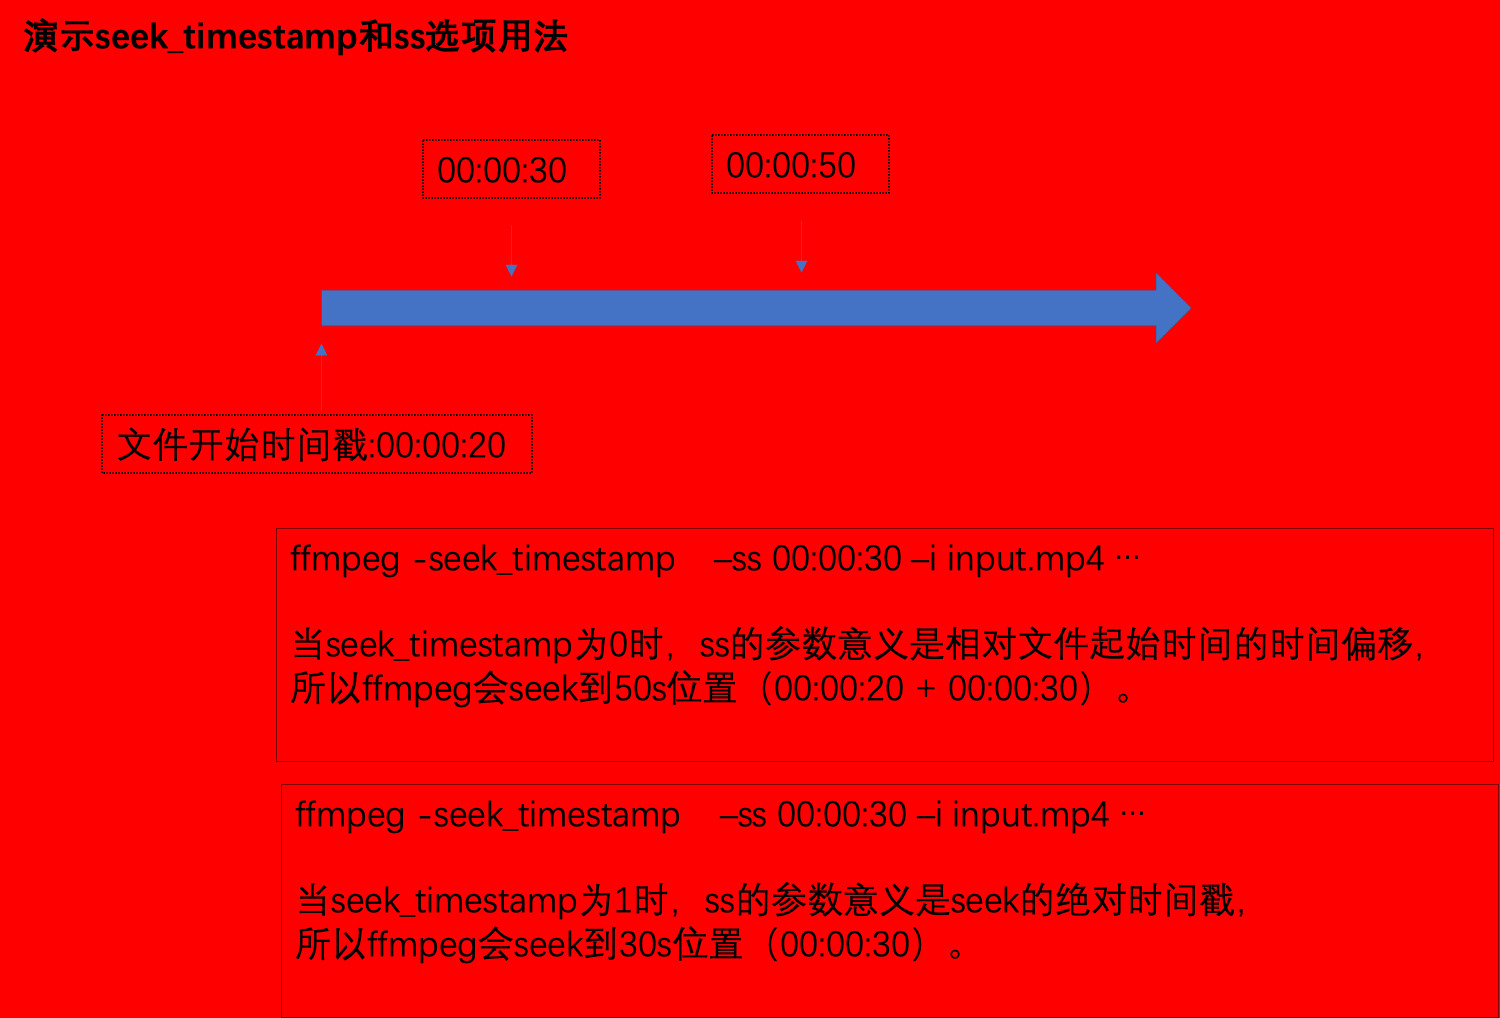 演示seek_timestamp和ss选项用法
00:00:30
00:00:50
文件开始时间戳:00:00:20
ffmpeg -seek_timestamp –ss 00:00:30 –i input.mp4 …
当seek_timestamp为0时，ss的参数意义是相对文件起始时间的时间偏移，
所以ffmpeg会seek到50s位置（00:00:20 + 00:00:30）。
ffmpeg -seek_timestamp –ss 00:00:30 –i input.mp4 …
当seek_timestamp为1时，ss的参数意义是seek的绝对时间戳，
所以ffmpeg会seek到30s位置（00:00:30）。